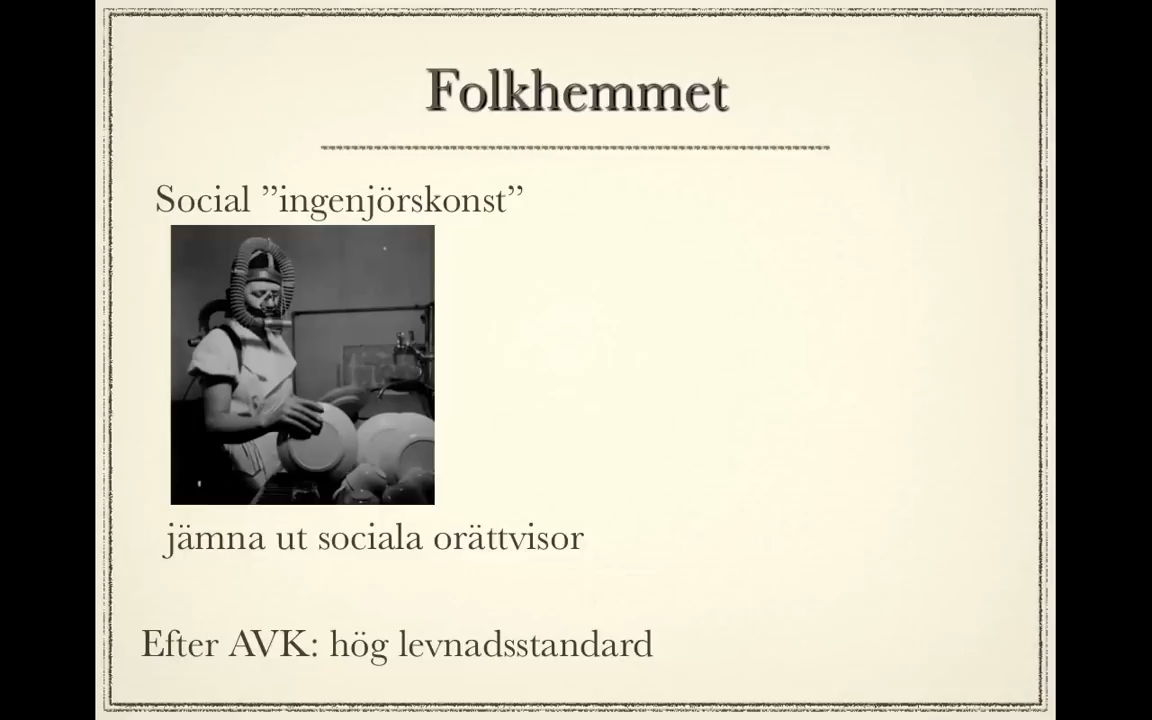 Folkhemmet
Social ”ingenjörskonst”
jämna ut sociala orättvisor
Efter AVK: hög levnadsstandard